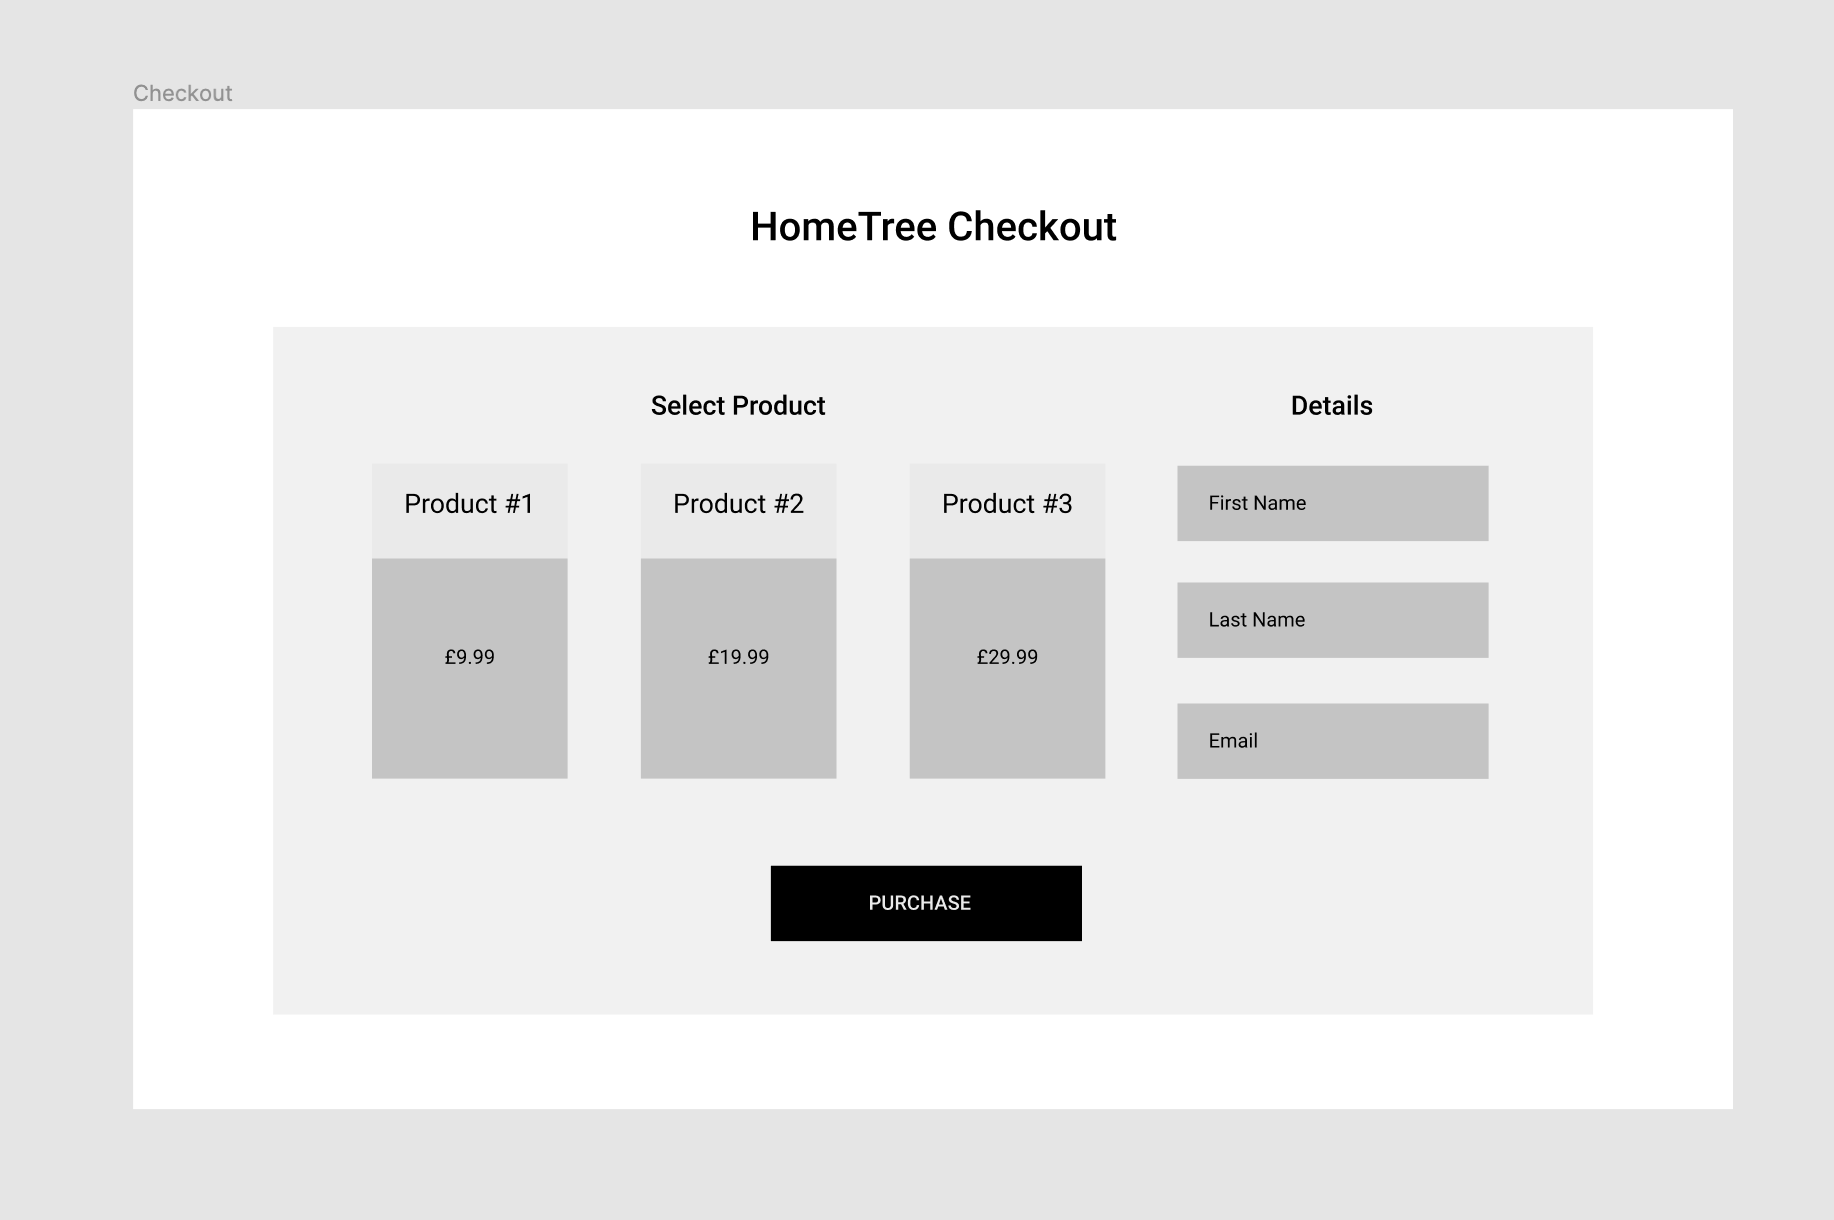 Checkout
HomeTree Checkout
Select Product
Product #1
£9.99
Product #2
£19.99
Product #3
£29.99
Details
First Name
Last Name
Email
PURCHASE